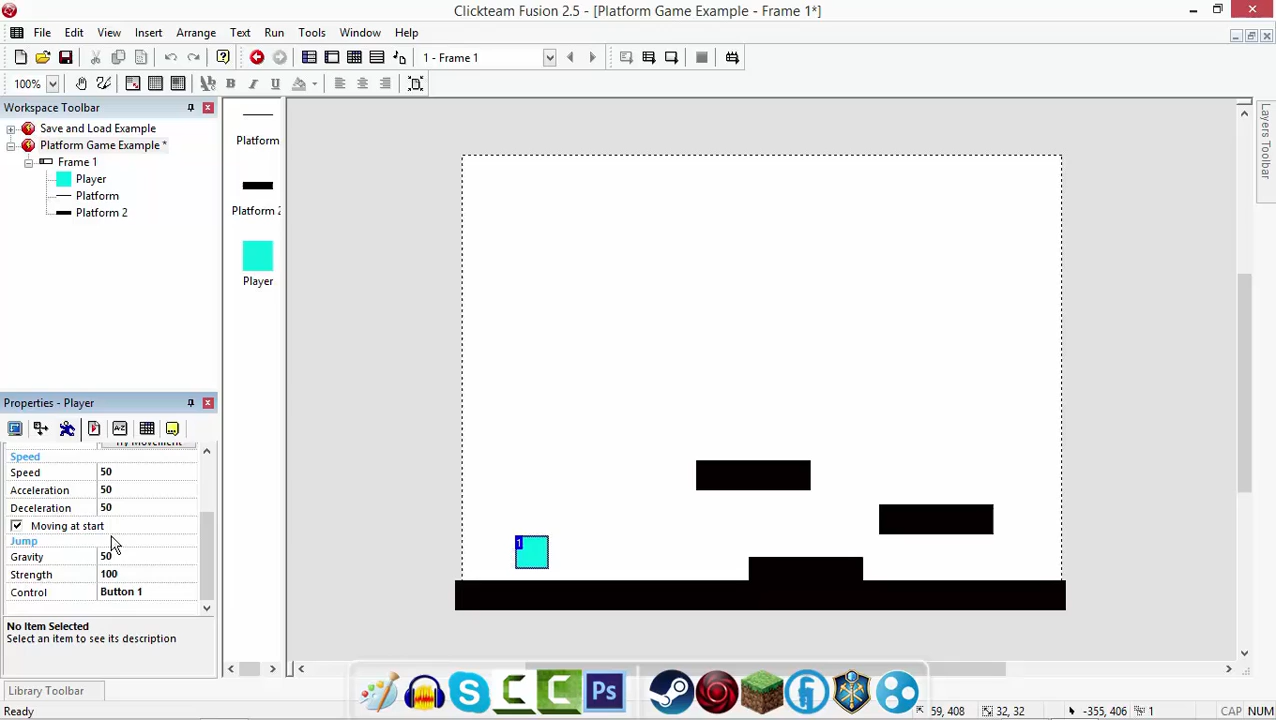 Clickteam Fusion 2.5 - [Platform Game Example - Frame 1*]
File Edit View Insert Arrange Text Run Tools Window Help
1 - Frame 1
100%
Workspace Toolbar
Save and Load Example
Platform Game Example *
Frame 1
Player
Platform
Platform 2
Platform
Platform 2
Player
Layers Toolbar
Properties - Player
Try Movement
Speed
Speed 50
Acceleration 50
Deceleration 50
Moving at start
Jump
Gravity 50
Strength 100
Control Button 1
No Item Selected
Select an item to see its description
1
Library Toolbar
Ps
Ready
59, 408
32, 32
-355, 406
1
CAP NUM